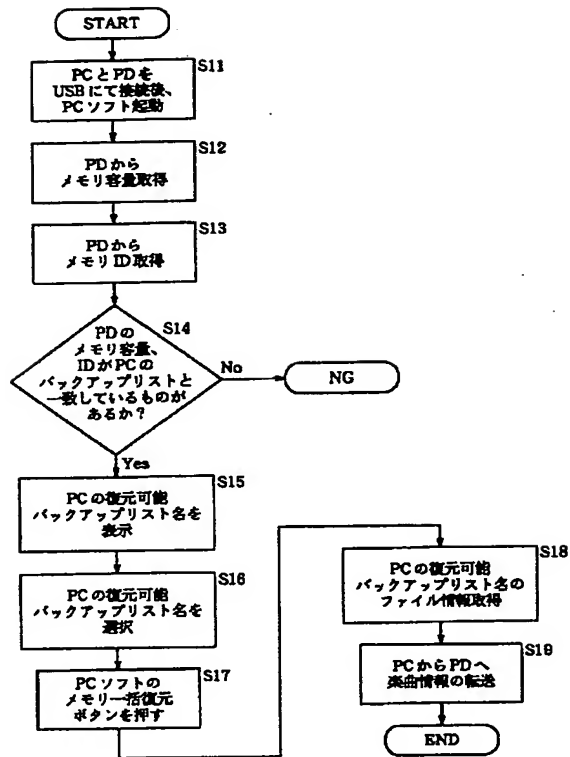 START
S11
PCとPDを
USBにて接続後、
PCソフト起動
S12
PDから
メモリ容量取得
S13
PDから
メモリID取得
S14
PDの
メモリ容量、
IDがPCの
バックアップリストと
一致しているものが
あるか?
No
NG
Yes
S15
PCの復元可能
バックアップリスト名を
表示
S16
PCの復元可能
バックアップリスト名を
選択
S17
PCソフトの
メモリ一括復元
ボタンを押す
S18
PCの復元可能
バックアップリスト名の
ファイル情報取得
S19
PCからPDへ
楽曲情報の転送
END